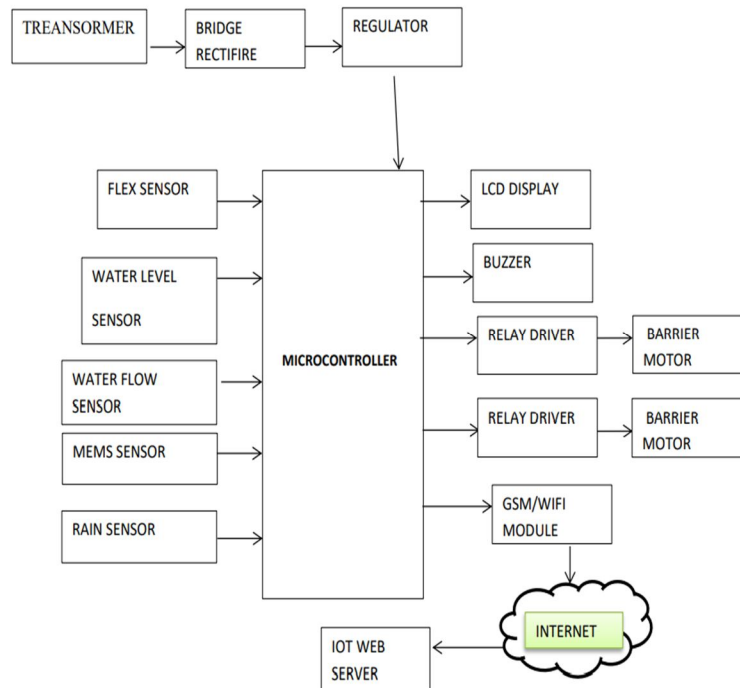 TREANSORMER
BRIDGE
RECTIFIRE
REGULATOR
FLEX SENSOR
WATER LEVEL
SENSOR
WATER FLOW
SENSOR
MEMS SENSOR
RAIN SENSOR
MICROCONTROLLER
LCD DISPLAY
BUZZER
RELAY DRIVER
BARRIER
MOTOR
RELAY DRIVER
BARRIER
MOTOR
GSM/WIFI
MODULE
INTERNET
IOT WEB
SERVER